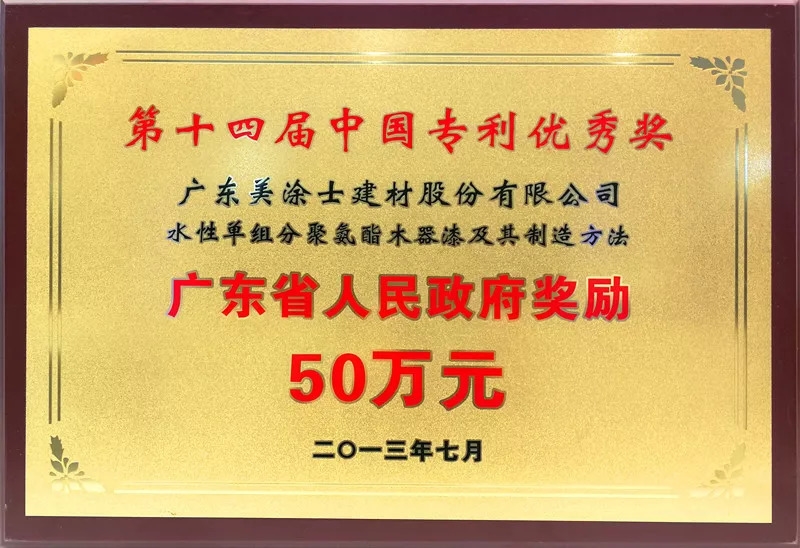 第十四届中国专利优秀奖
广东美涂士建材股份有限公司
水性单组分聚氨酯木器漆及其制造方法
广东省人民政府奖励
50万元
二〇一三年七月